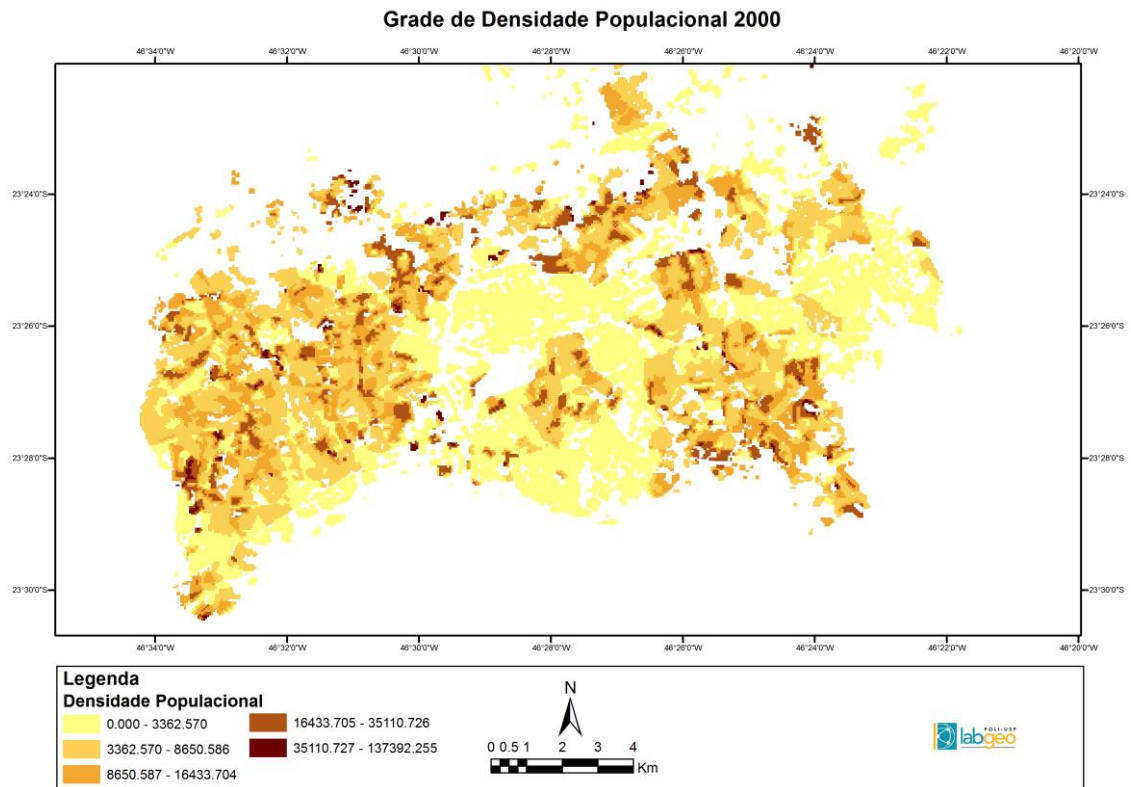 Grade de Densidade Populacional 2000
46°34'0"W 46°32'0"W 46°30'0"W 46°28'0"W 46°26'0"W 46°24'0"W 46°22'0"W 46°20'0"W
23°24'0"S 23°24'0"S
23°26'0"S 23°26'0"S
23°28'0"S 23°28'0"S
23°30'0"S 23°30'0"S
46°34'0"W 46°32'0"W 46°30'0"W 46°28'0"W 46°26'0"W 46°24'0"W 46°22'0"W 46°20'0"W
Legenda
Densidade Populacional
0.000 - 3362.570
3362.570 - 8650.586
8650.587 - 16433.704
16433.705 - 35110.726
35110.727 - 137392.255
N
0 0.5 1 2 3 4
Km
POLI-USP
labgeo